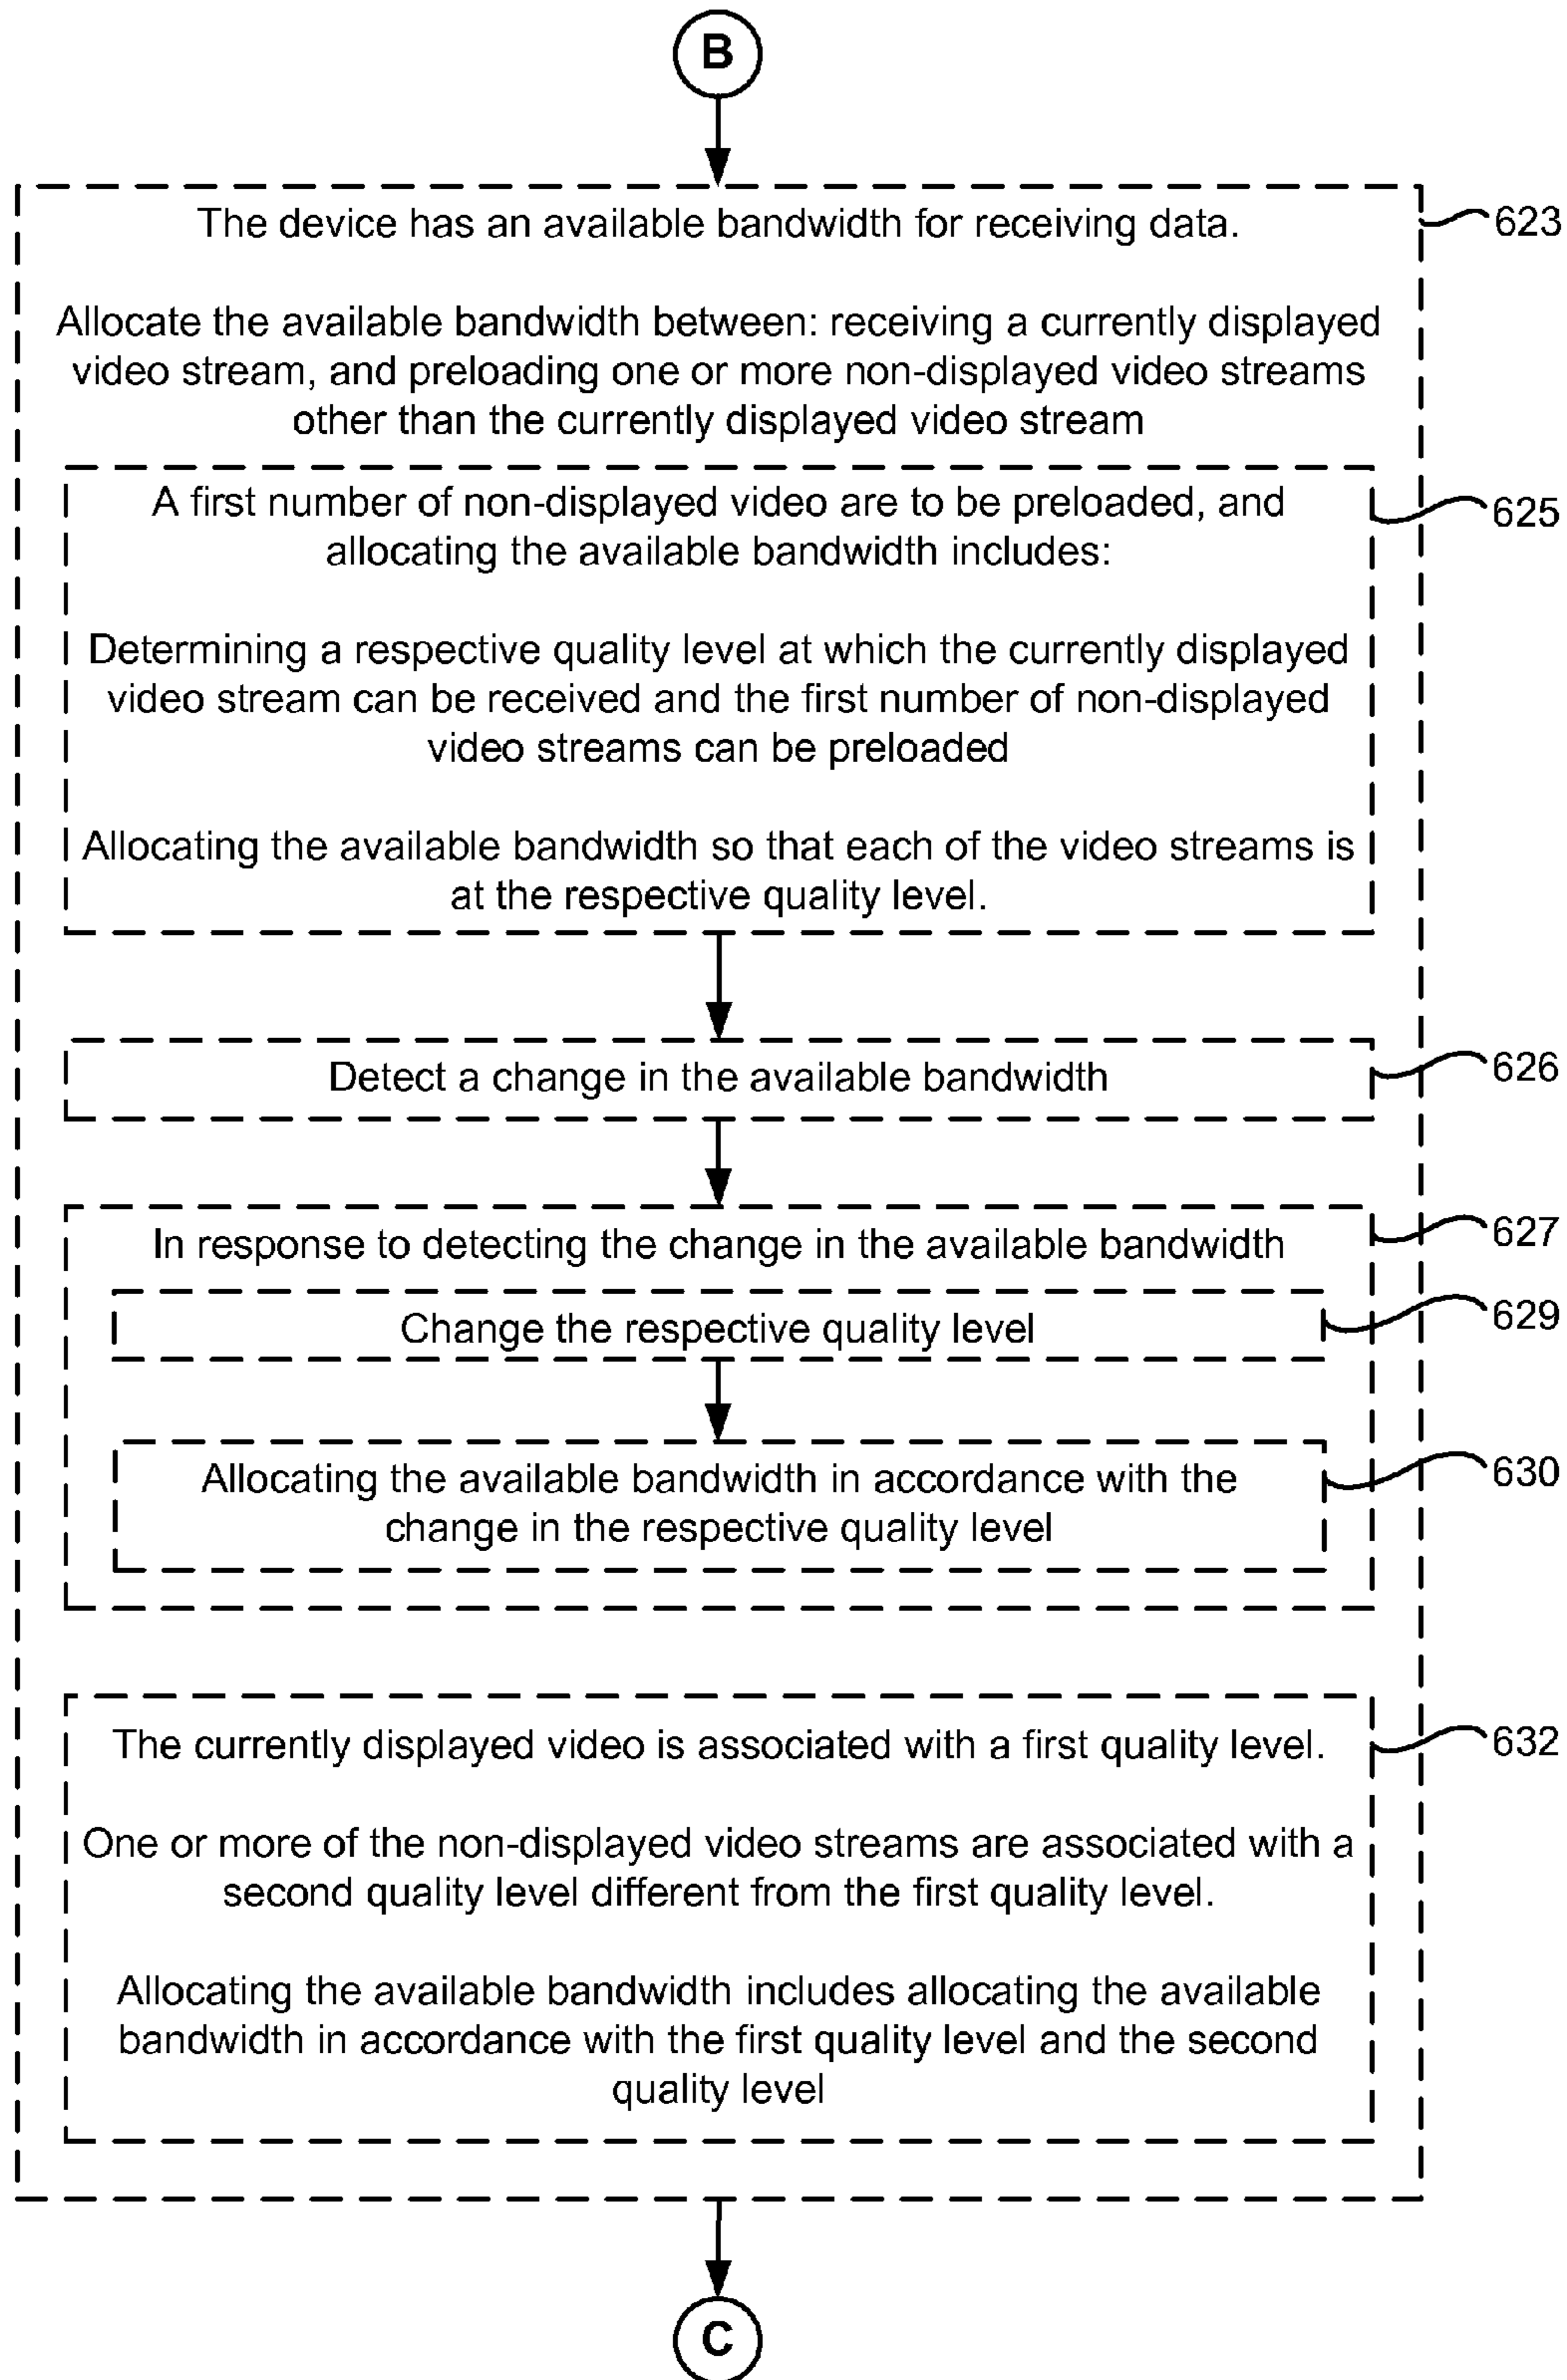 B
The device has an available bandwidth for receiving data.
623
Allocate the available bandwidth between: receiving a currently displayed
video stream, and preloading one or more non-displayed video streams
other than the currently displayed video stream
A first number of non-displayed video are to be preloaded, and
625
allocating the available bandwidth includes:
Determining a respective quality level at which the currently displayed
video stream can be received and the first number of non-displayed
video streams can be preloaded
Allocating the available bandwidth so that each of the video streams is
at the respective quality level.
Detect a change in the available bandwidth
626
In response to detecting the change in the available bandwidth
627
Change the respective quality level
629
Allocating the available bandwidth in accordance with the
630
change in the respective quality level
The currently displayed video is associated with a first quality level.
632
One or more of the non-displayed video streams are associated with a
second quality level different from the first quality level.
Allocating the available bandwidth includes allocating the available
bandwidth in accordance with the first quality level and the second
quality level
C